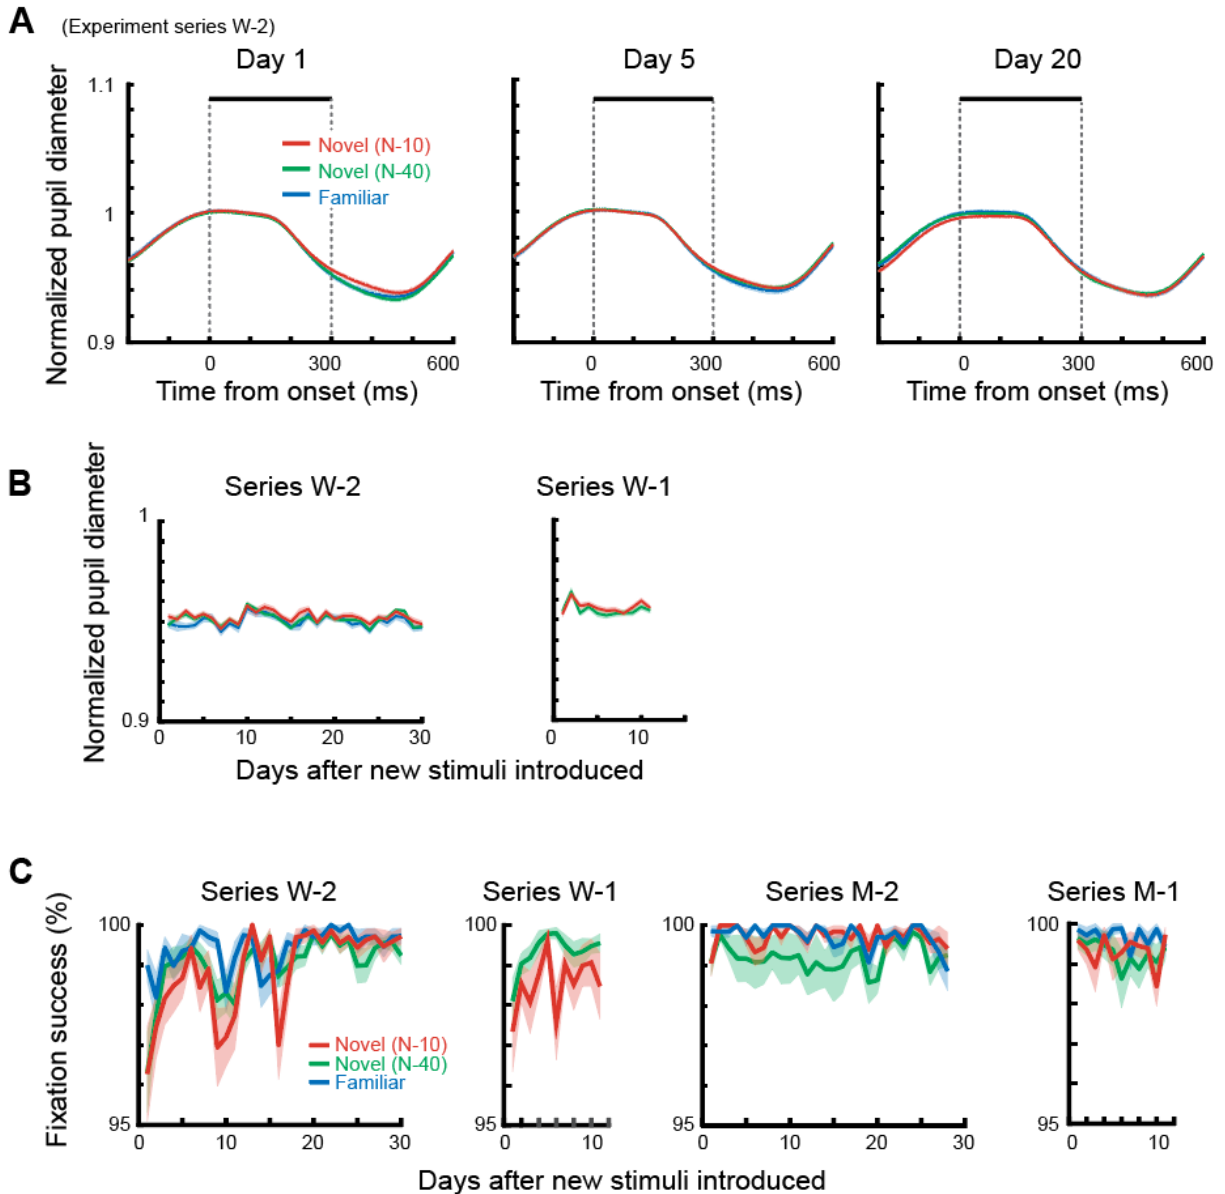 A
(Experiment series W-2)
Day 1
Day 5
Day 20
Normalized pupil diameter
1.1
1
0.9
Novel (N-10)
Novel (N-40)
Familiar
0 300 600
0 300 600
0 300 600
Time from onset (ms)
Time from onset (ms)
Time from onset (ms)
B
Series W-2
Series W-1
Normalized pupil diameter
1
0.9
0 10 20 30
0 10
Days after new stimuli introduced
C
Series W-2
Series W-1
Series M-2
Series M-1
Fixation success (%)
100
95
Novel (N-10)
Novel (N-40)
Familiar
0 10 20 30
100
95
0 10
100
95
0 10 20 30
100
95
0 10
Days after new stimuli introduced